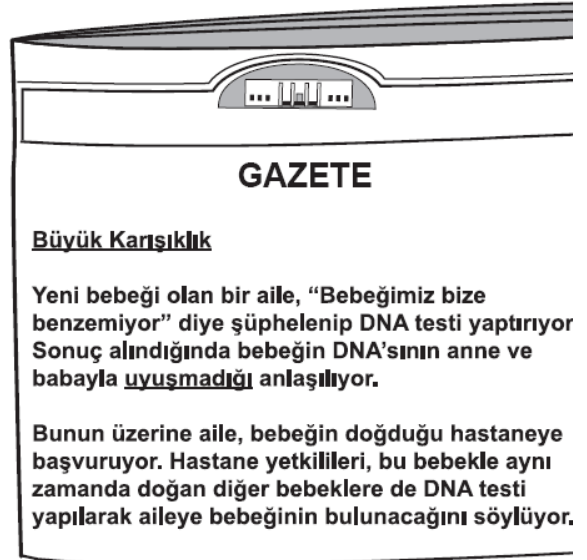 GAZETE
Büyük Karışıklık
Yeni bebeği olan bir aile, “Bebeğimiz bize
benzemiyor” diye şüphelenip DNA testi yaptırıyor
Sonuç alındığında bebeğin DNA’sının anne ve
babayla uyuşmadığı anlaşılıyor.
Bunun üzerine aile, bebeğin doğduğu hastaneye
başvuruyor. Hastane yetkilileri, bu bebekle aynı
zamanda doğan diğer bebeklere de DNA testi
yapılarak aileye bebeğinin bulunacağını söylüyor.